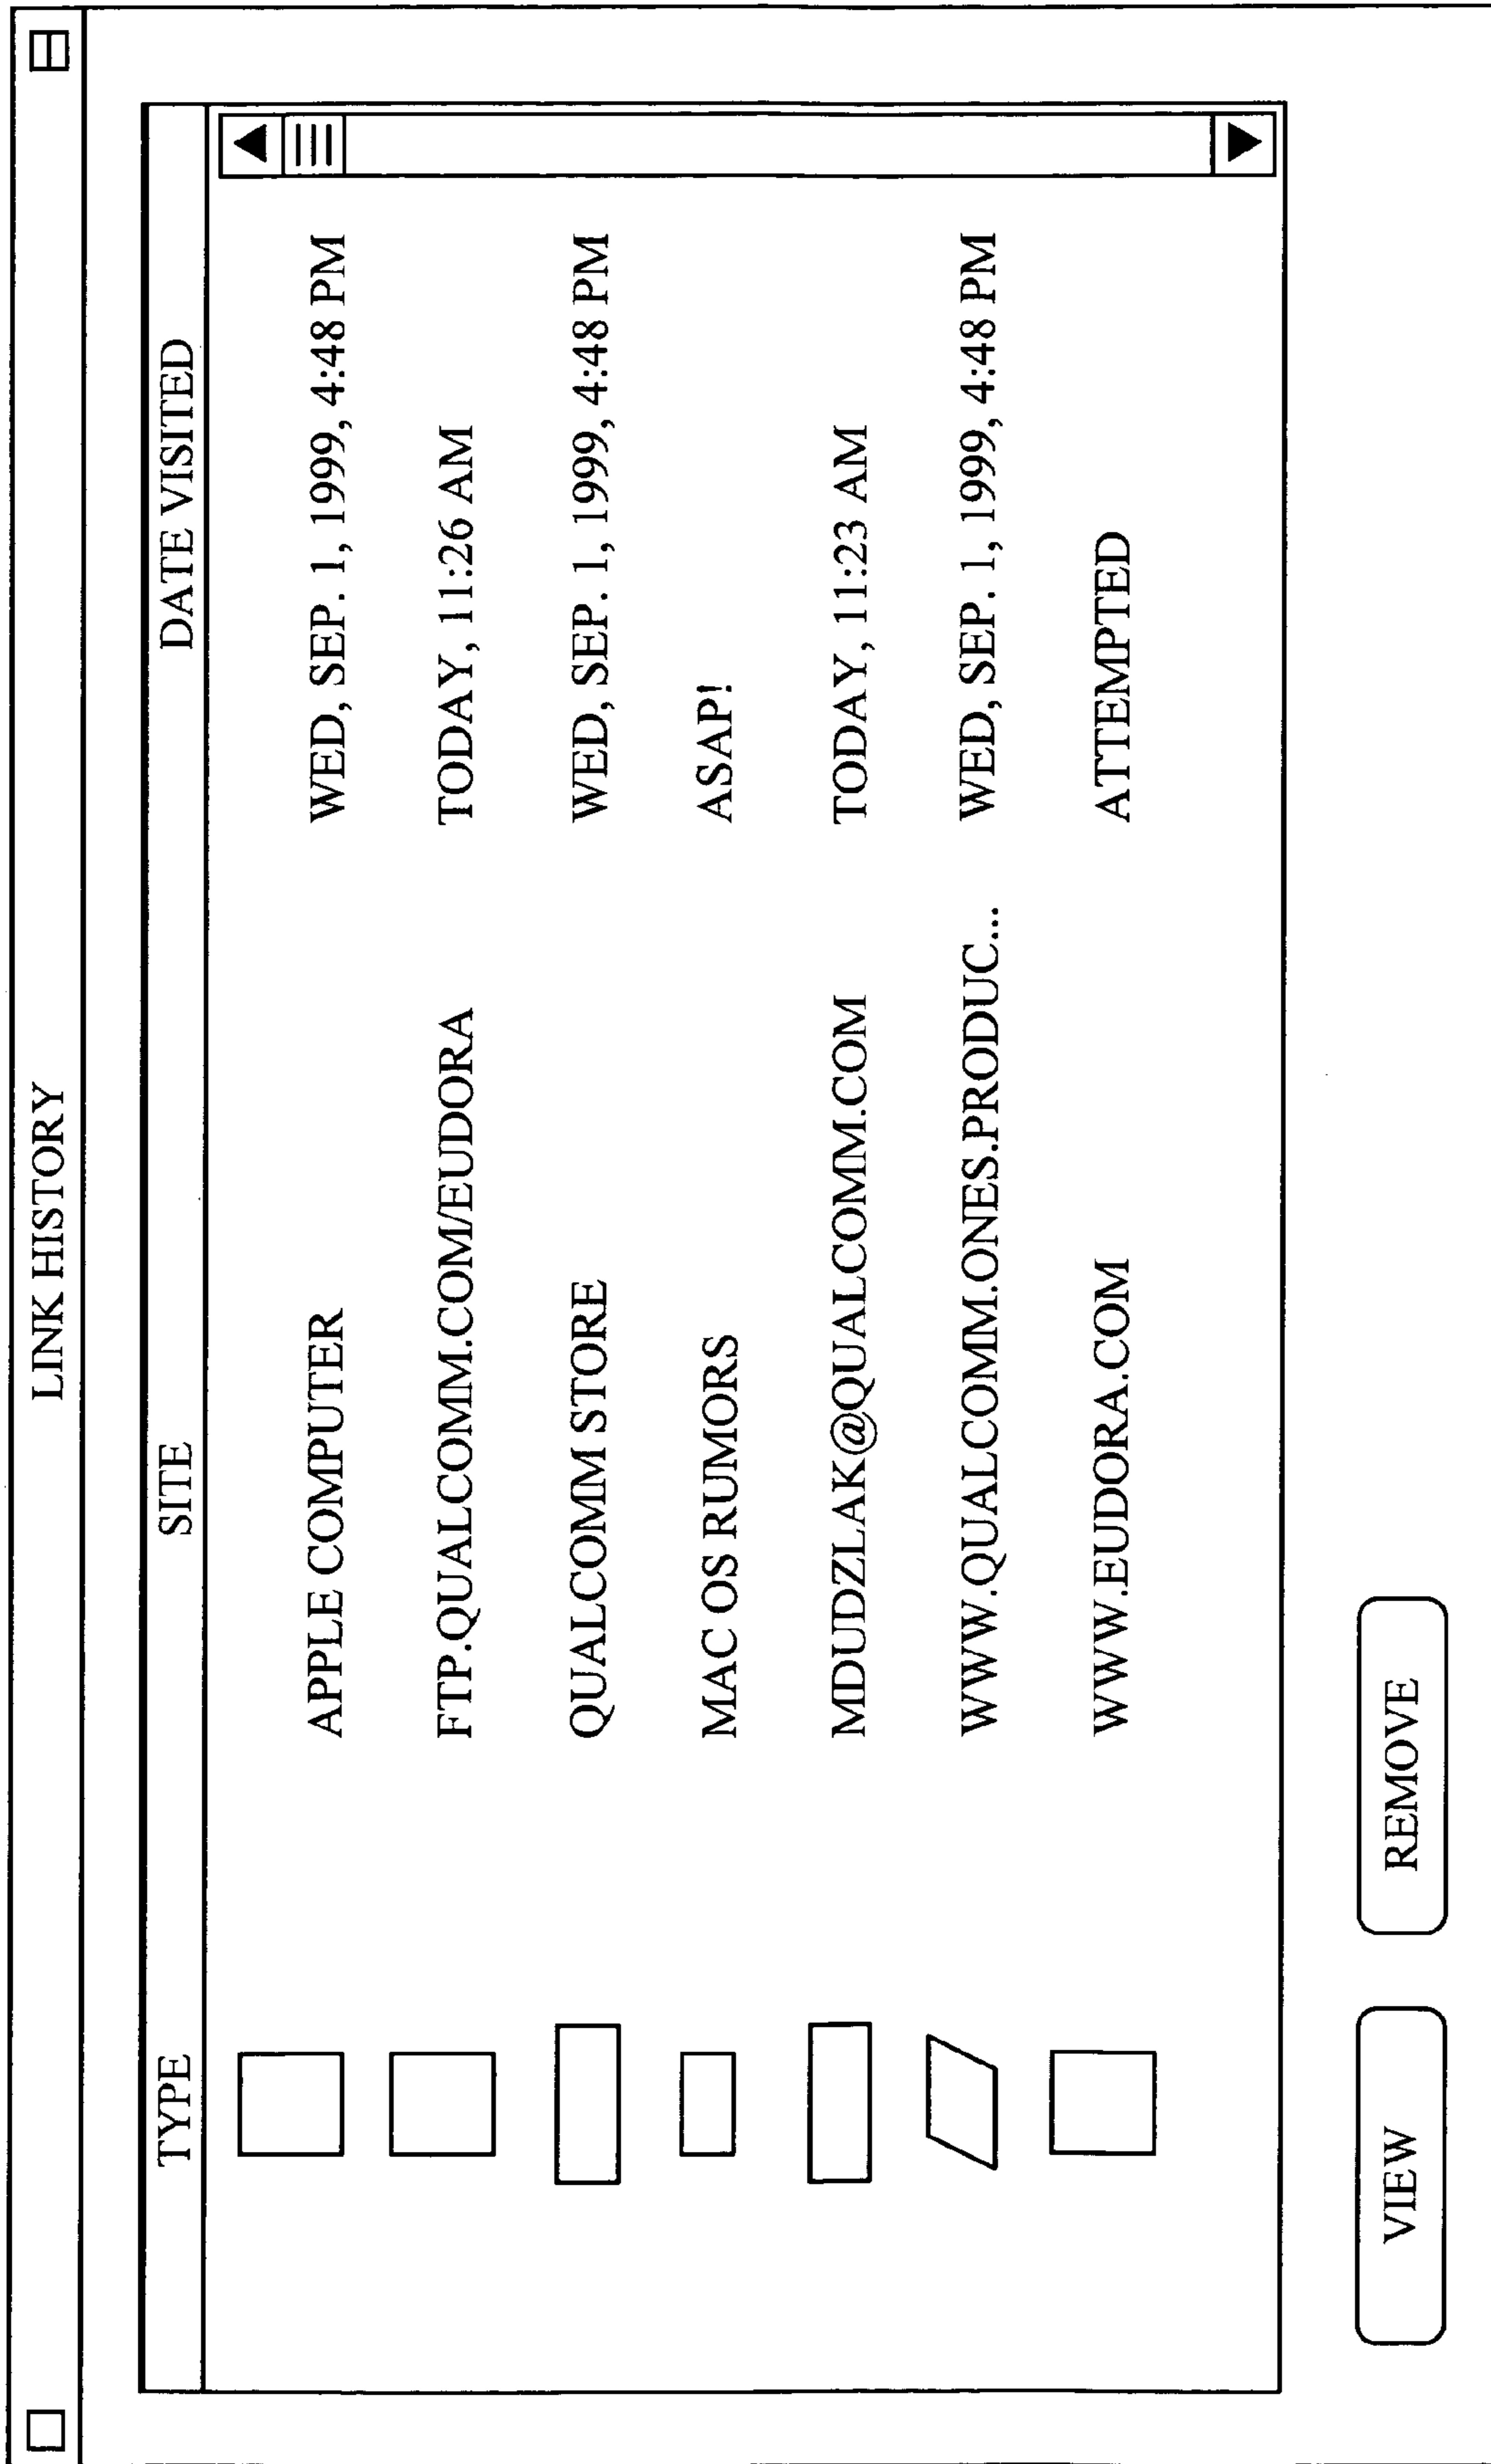 LINK HISTORY
TYPE SITE DATE VISITED
APPLE COMPUTER WED, SEP. 1, 1999, 4:48 PM
FTP.QUALCOMM.COM/EUDORA TODAY, 11:26 AM
QUALCOMM STORE WED, SEP. 1, 1999, 4:48 PM
MAC OS RUMORS ASAP!
MDUDZLAK@QUALCOMM.COM TODAY, 11:23 AM
WWW.QUALCOMM.ONES.PRODUC... WED, SEP. 1, 1999, 4:48 PM
WWW.EUDORA.COM ATTEMPTED
VIEW REMOVE